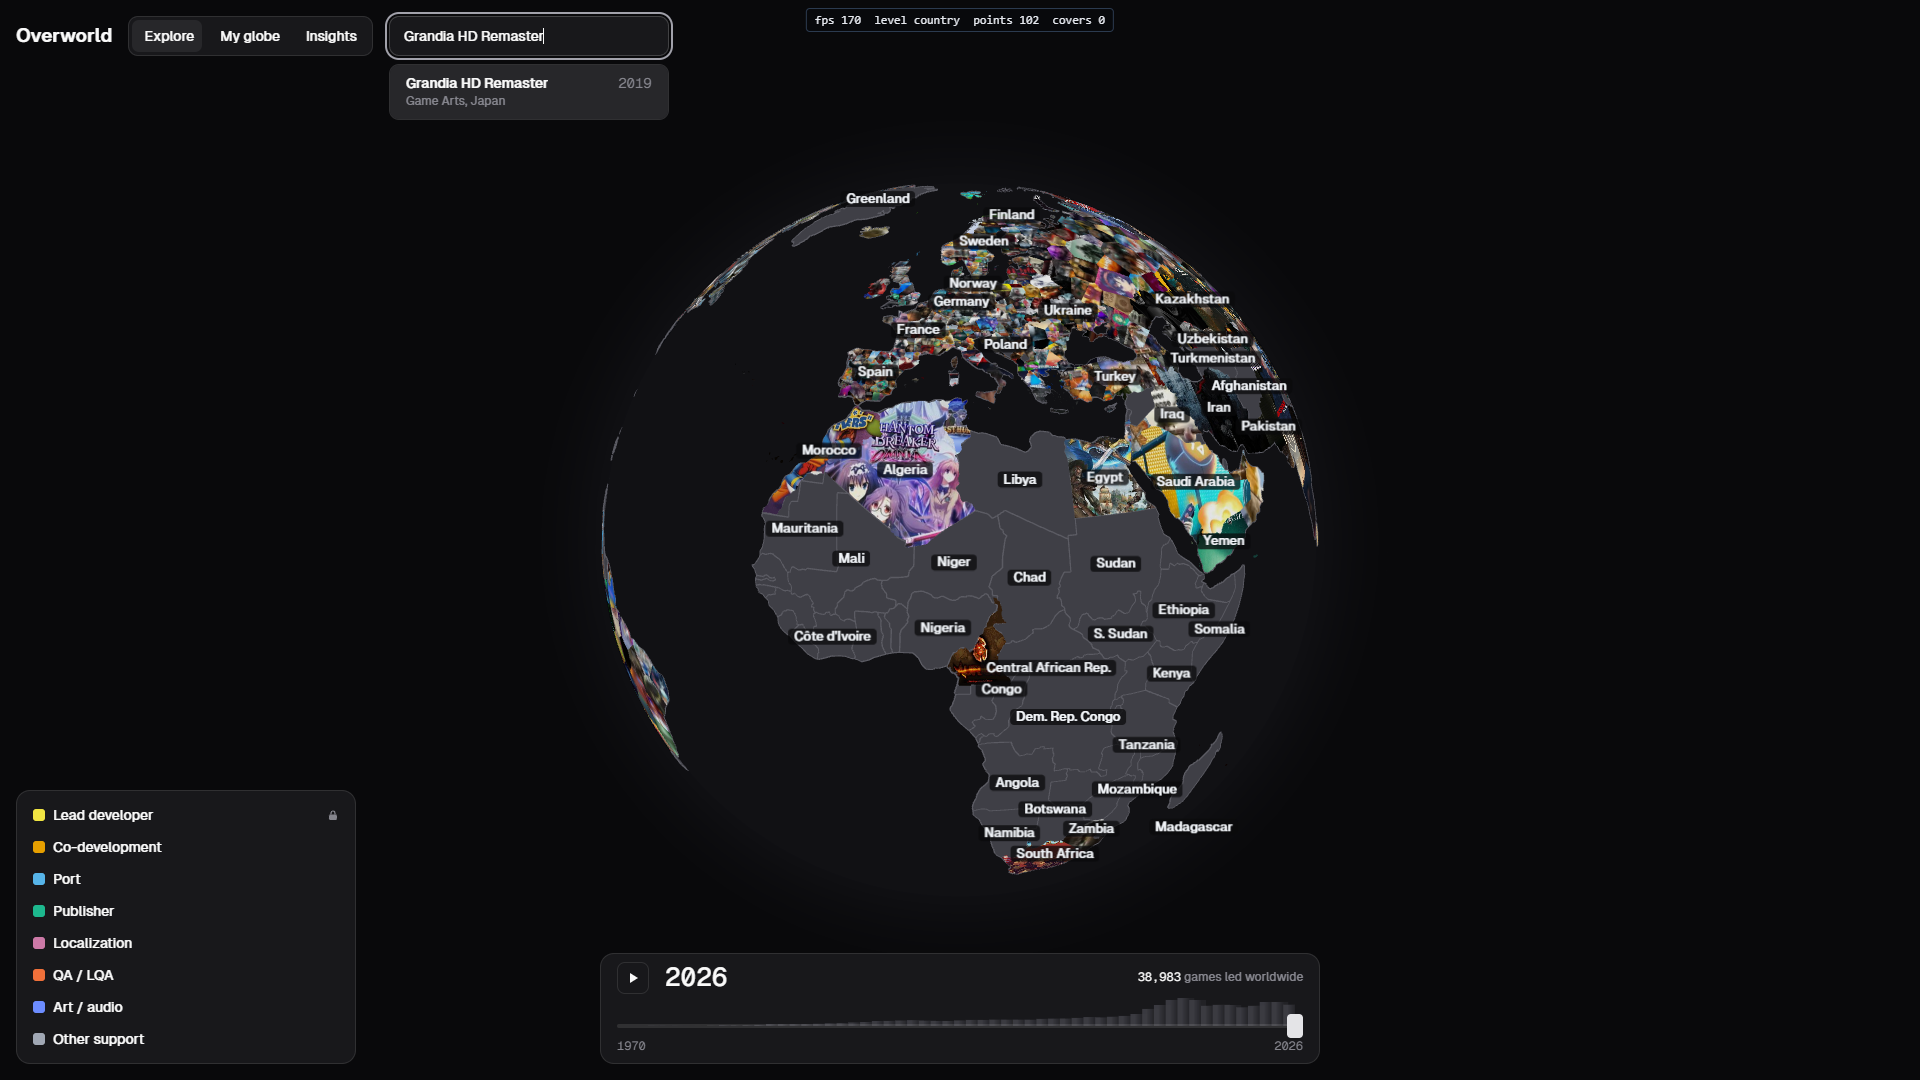 Overworld
Explore
My globe
Insights
Grandia HD Remaster
fps 170 level country points 102 covers 0
Grandia HD Remaster 2019
Game Arts, Japan
Greenland
Finland
Sweden
Norway
Germany
Kazakhstan
Ukraine
France
Uzbekistan
Poland
Turkmenistan
Spain
Turkey
Afghanistan
Iran
Iraq
Pakistan
PHANTOM
BREAKER
Morocco
Algeria
Libya
Egypt
Saudi Arabia
Mauritania
Yemen
Mali
Niger
Sudan
Chad
Ethiopia
Nigeria
Somalia
Côte d'Ivoire
S. Sudan
Central African Rep.
Kenya
Congo
Dem. Rep. Congo
Tanzania
Angola
Mozambique
Botswana
Namibia
Zambia
Madagascar
South Africa
Lead developer
Co-development
Port
Publisher
Localization
QA / LQA
Art / audio
Other support
2026
38,983 games led worldwide
1970
2026